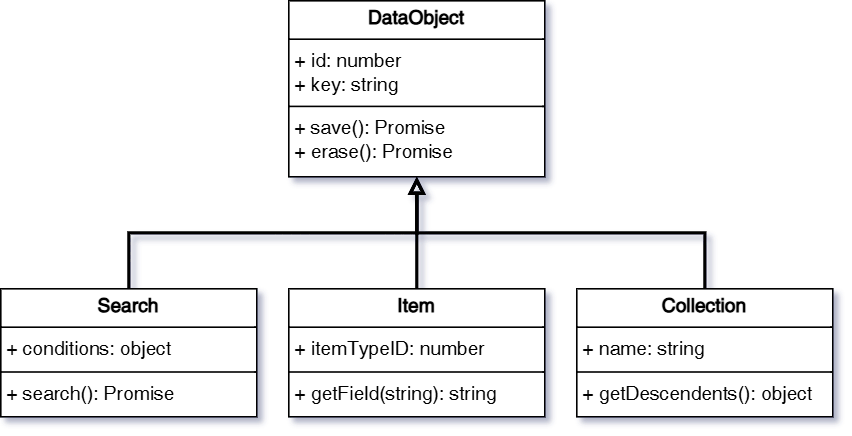 DataObject
+ id: number
+ key: string
+ save(): Promise
+ erase(): Promise
Search
+ conditions: object
+ search(): Promise
Item
+ itemTypeID: number
+ getField(string): string
Collection
+ name: string
+ getDescendents(): object